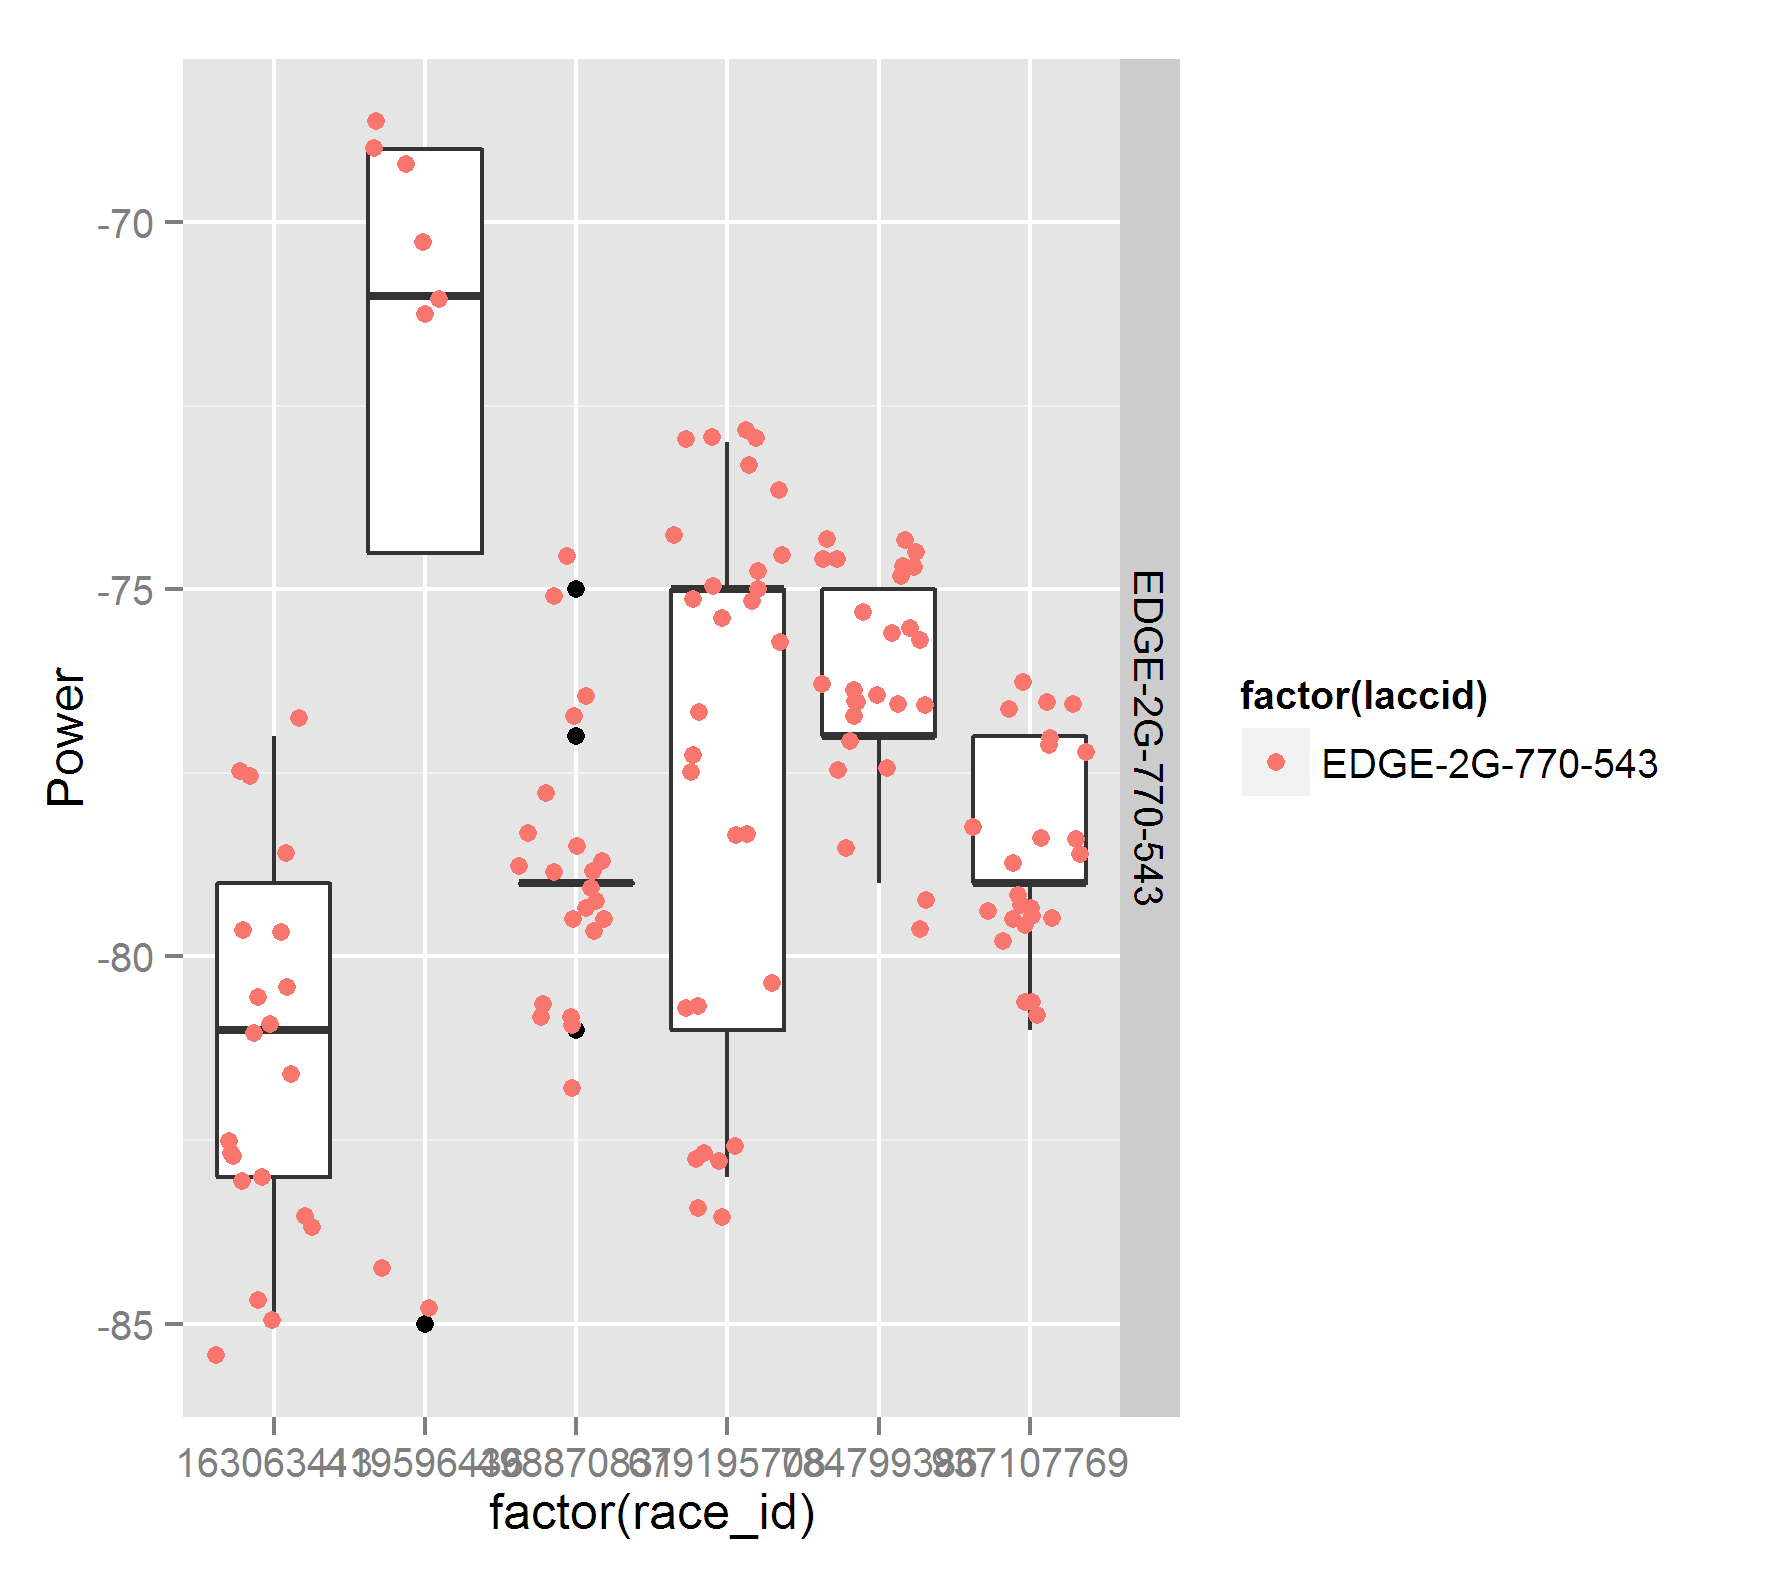 -70
-75
-80
-85
Power
EDGE-2G-770-543
factor(race_id)
factor(laccid)
EDGE-2G-770-543